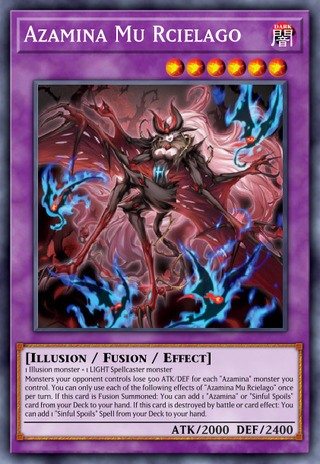 Azamina Mu Rcielago
DARK
闇
[Illusion / Fusion / Effect]
1 Illusion monster + 1 LIGHT Spellcaster monster
Monsters your opponent controls lose 500 ATK/DEF for each "Azamina" monster you
control. You can only use each of the following effects of "Azamina Mu Rcielago" once
per turn. If this card is Fusion Summoned: You can add 1 "Azamina" or "Sinful Spoils"
card from your Deck to your hand. If this card is destroyed by battle or card effect: You
can add 1 "Sinful Spoils" Spell from your Deck to your hand.
ATK/2000 DEF/2400